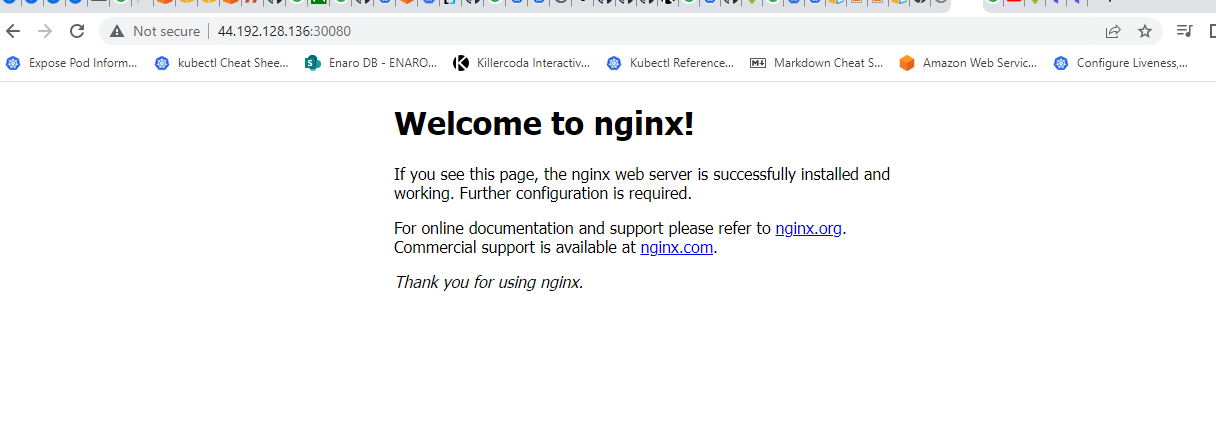 Not secure 44.192.128.136:30080
Expose Pod Inform... kubectl Cheat Shee... Enaro DB - ENARO... Killercoda Interactiv... Kubectl Reference... Markdown Cheat S... Amazon Web Servic... Configure Liveness,...
Welcome to nginx!
If you see this page, the nginx web server is successfully installed and
working. Further configuration is required.
For online documentation and support please refer to nginx.org.
Commercial support is available at nginx.com.
Thank you for using nginx.